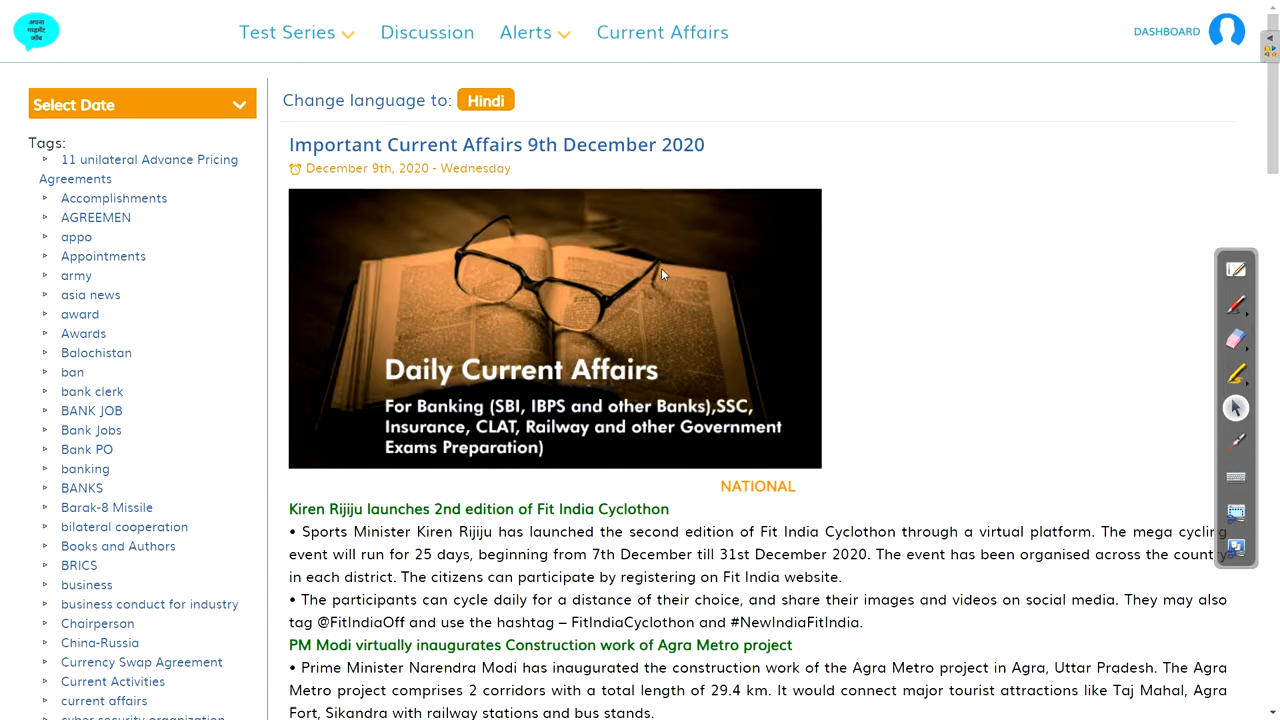 अपना
गवर्मेंट
जॉब
Test Series
Discussion
Alerts
Current Affairs
DASHBOARD
Select Date
Tags:
11 unilateral Advance Pricing
Agreements
Accomplishments
AGREEMEN
appo
Appointments
army
asia news
award
Awards
Balochistan
ban
bank clerk
BANK JOB
Bank Jobs
Bank PO
banking
BANKS
Barak-8 Missile
bilateral cooperation
Books and Authors
BRICS
business
business conduct for industry
Chairperson
China-Russia
Currency Swap Agreement
Current Activities
current affairs
cyber security organization
Change language to: Hindi
Important Current Affairs 9th December 2020
December 9th, 2020 - Wednesday
Daily Current Affairs
For Banking (SBI, IBPS and other Banks),SSC,
Insurance, CLAT, Railway and other Government
Exams Preparation)
NATIONAL
Kiren Rijiju launches 2nd edition of Fit India Cyclothon
• Sports Minister Kiren Rijiju has launched the second edition of Fit India Cyclothon through a virtual platform. The mega cycling
event will run for 25 days, beginning from 7th December till 31st December 2020. The event has been organised across the country
in each district. The citizens can participate by registering on Fit India website.
• The participants can cycle daily for a distance of their choice, and share their images and videos on social media. They may also
tag @FitIndiaOff and use the hashtag – FitIndiaCyclothon and #NewIndiaFitIndia.
PM Modi virtually inaugurates Construction work of Agra Metro project
• Prime Minister Narendra Modi has inaugurated the construction work of the Agra Metro project in Agra, Uttar Pradesh. The Agra
Metro project comprises 2 corridors with a total length of 29.4 km. It would connect major tourist attractions like Taj Mahal, Agra
Fort, Sikandra with railway stations and bus stands.